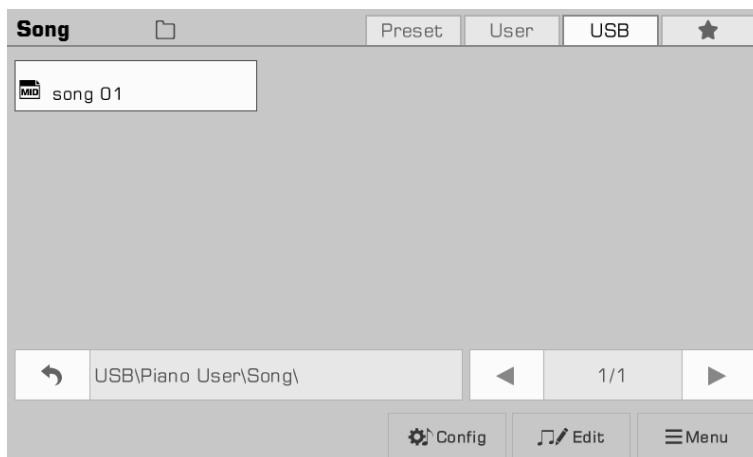 Song Preset User USB
MID song 01
USB\Piano User\Song\ 1/1
Config Edit Menu